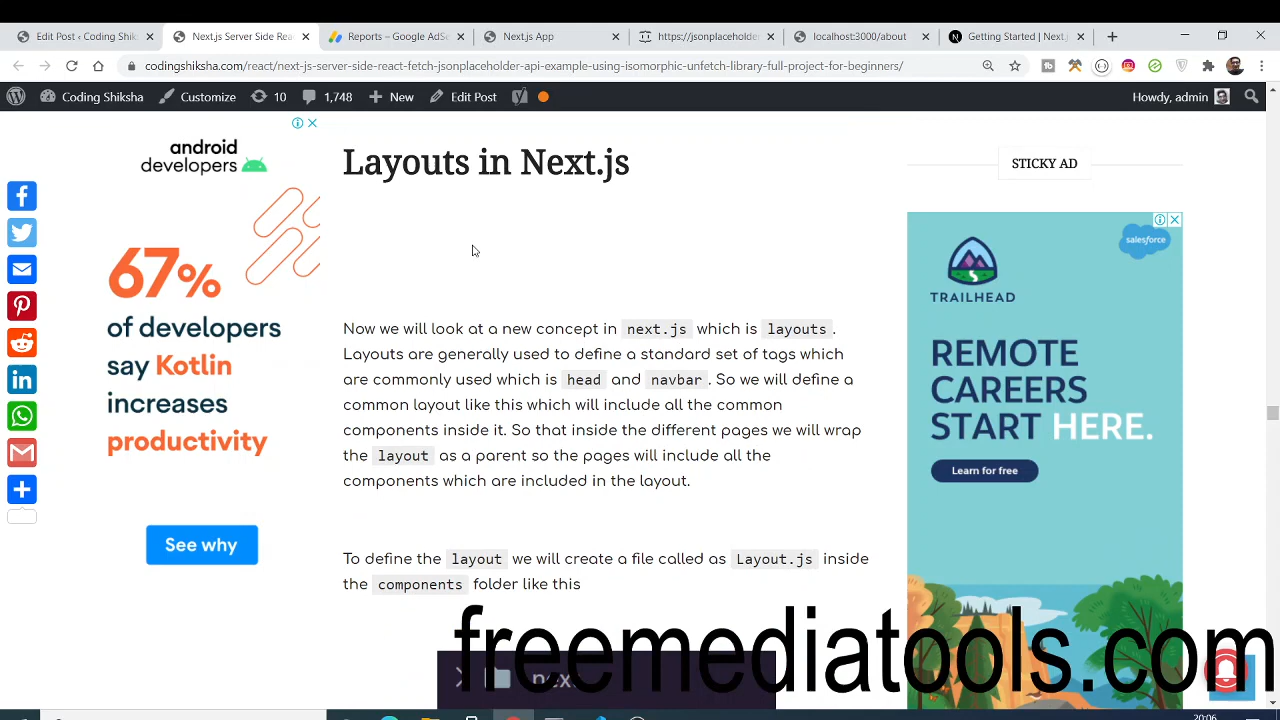 Edit Post ‹ Coding Shik
Next.js Server Side Rea
Reports – Google AdSe
Next.js App
https://jsonplaceholder
localhost:3000/about
Getting Started | Next.j
codingshiksha.com/react/next-js-server-side-react-fetch-jsonplaceholder-api-example-using-isomorphic-unfetch-library-full-project-for-beginners/
Coding Shiksha
Customize
10
1,748
New
Edit Post
Howdy, admin
android
developers
67%
of developers
say Kotlin
increases
productivity
See why
Layouts in Next.js
Now we will look at a new concept in next.js which is layouts.
Layouts are generally used to define a standard set of tags which
are commonly used which is head and navbar. So we will define a
common layout like this which will include all the common
components inside it. So that inside the different pages we will wrap
the layout as a parent so the pages will include all the
components which are included in the layout.
To define the layout we will create a file called as Layout.js inside
the components folder like this
next
STICKY AD
salesforce
TRAILHEAD
REMOTE
CAREERS
START HERE.
Learn for free
freemediatools.com
20:06